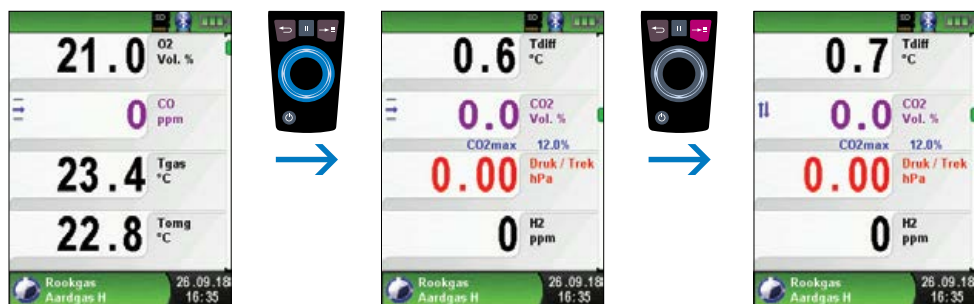 SD
21.0 O2 Vol. %
0 CO ppm
23.4 Tgas °C
22.8 Tomg °C
Rookgas 26.09.18
Aardgas H 16:35
SD
0.6 Tdiff °C
0.0 CO2 Vol. %
CO2max 12.0%
0.00 Druk / Trek hPa
0 H2 ppm
Rookgas 26.09.18
Aardgas H 16:35
SD
0.7 Tdiff °C
0.0 CO2 Vol. %
CO2max 12.0%
0.00 Druk / Trek hPa
0 H2 ppm
Rookgas 26.09.18
Aardgas H 16:35